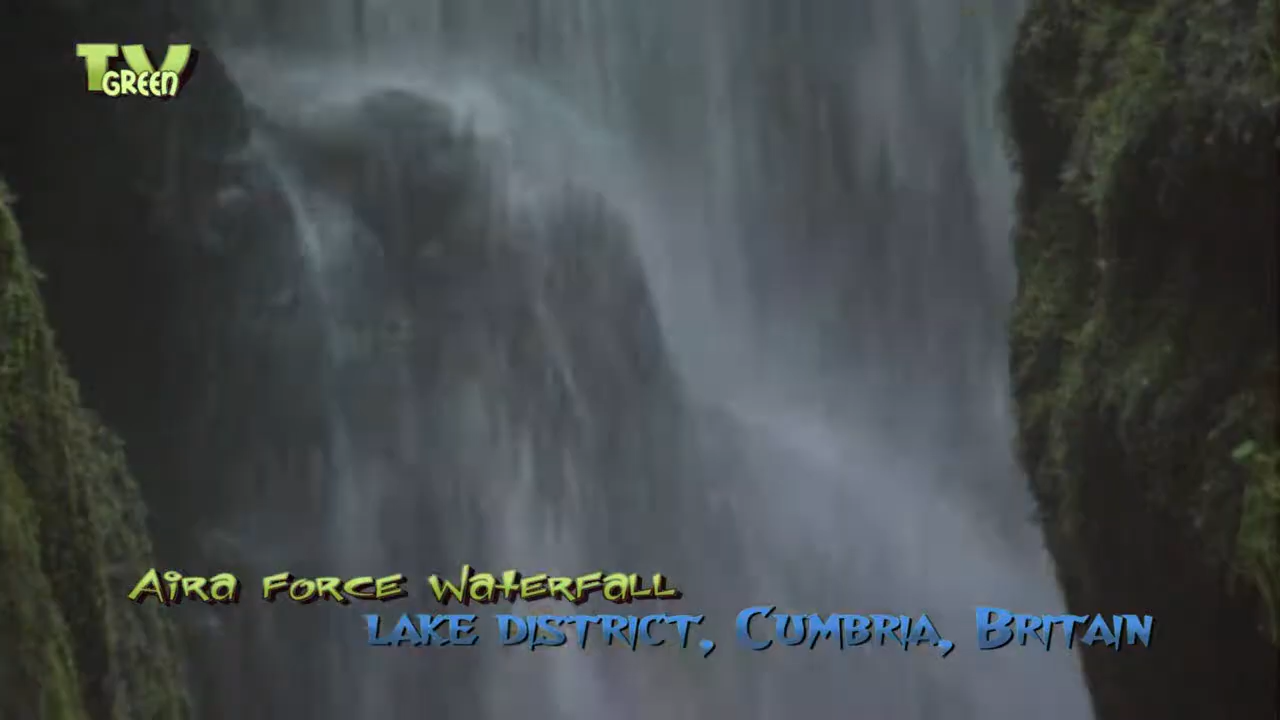 TV
GREEN
Aira Force Waterfall
Lake District, Cumbria, Britain